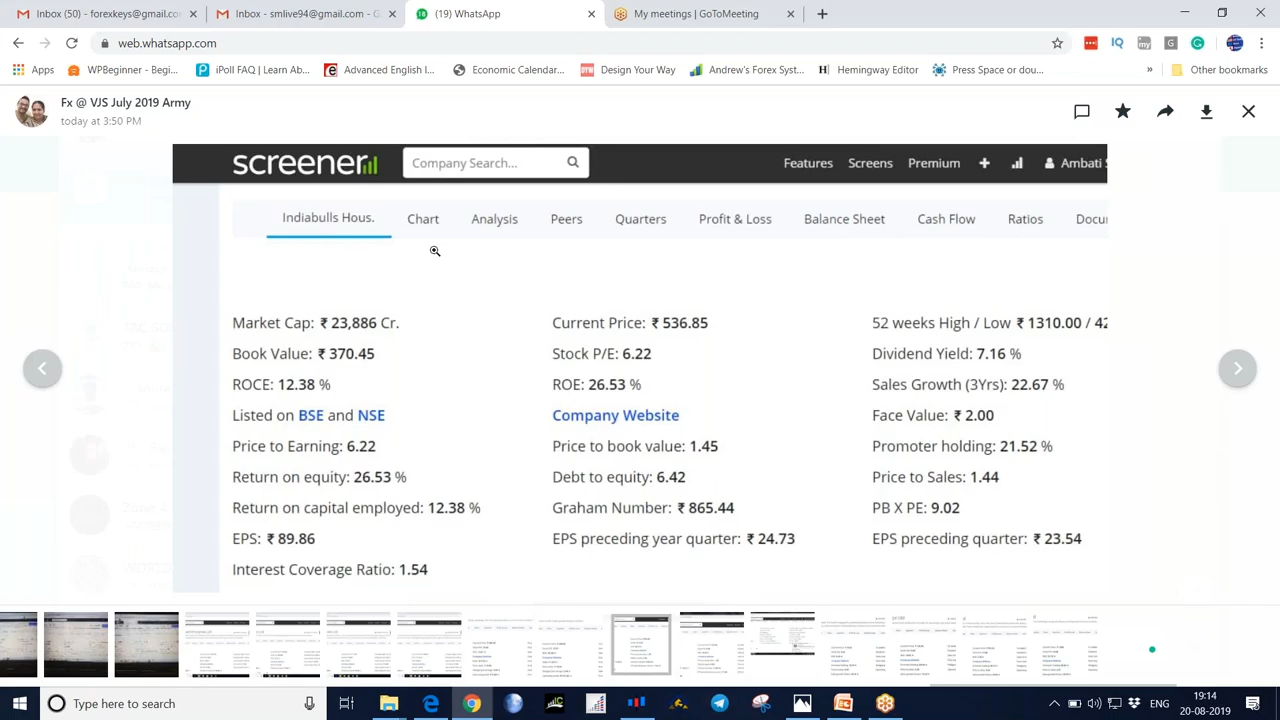 Inbox (50) - forexkeys@gmail.co
Inbox - smlive94@gmail.com - G
(19) WhatsApp
My meetings | GoToMeeting
web.whatsapp.com
Apps
WPBeginner - Begi...
iPoll FAQ | Learn Ab...
Advanced English I...
Economic Calendar...
Design Your Way
Andrew's Forex Syst...
Hemingway Editor
Press Space or dou...
Other bookmarks
Fx @ VJS July 2019 Army
today at 3:50 PM
screener
Company Search...
Features
Screens
Premium
Ambati S
Indiabulls Hous.
Chart
Analysis
Peers
Quarters
Profit & Loss
Balance Sheet
Cash Flow
Ratios
Docu
Market Cap: ₹ 23,886 Cr.
Current Price: ₹ 536.85
52 weeks High / Low ₹ 1310.00 / 42
Book Value: ₹ 370.45
Stock P/E: 6.22
Dividend Yield: 7.16 %
ROCE: 12.38 %
ROE: 26.53 %
Sales Growth (3Yrs): 22.67 %
Listed on BSE and NSE
Company Website
Face Value: ₹ 2.00
Price to Earning: 6.22
Price to book value: 1.45
Promoter holding: 21.52 %
Return on equity: 26.53 %
Debt to equity: 6.42
Price to Sales: 1.44
Return on capital employed: 12.38 %
Graham Number: ₹ 865.44
PB X PE: 9.02
EPS: ₹ 89.86
EPS preceding year quarter: ₹ 24.73
EPS preceding quarter: ₹ 23.54
Interest Coverage Ratio: 1.54
Type here to search
ENG
19:14
20-08-2019